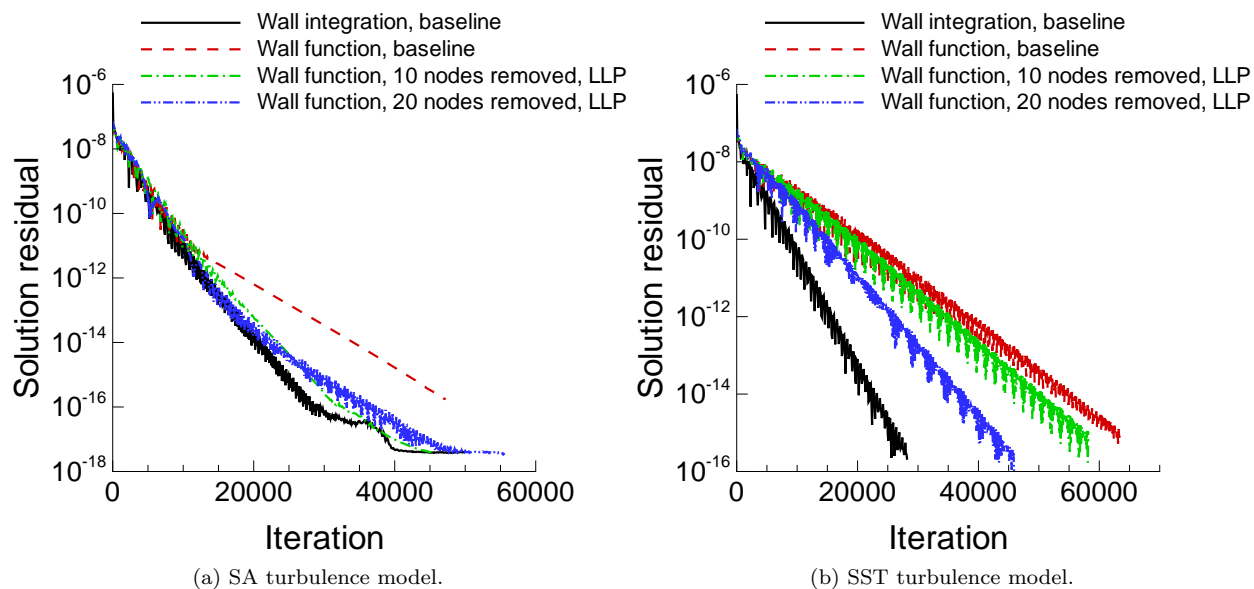 Wall integration, baseline
Wall function, baseline
Wall function, 10 nodes removed, LLP
Wall function, 20 nodes removed, LLP
10^-6
10^-8
10^-10
10^-12
10^-14
10^-16
10^-18
Solution residual
0
20000
40000
60000
Iteration
(a) SA turbulence model.
Wall integration, baseline
Wall function, baseline
Wall function, 10 nodes removed, LLP
Wall function, 20 nodes removed, LLP
10^-6
10^-8
10^-10
10^-12
10^-14
10^-16
Solution residual
0
20000
40000
60000
Iteration
(b) SST turbulence model.